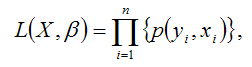 L(X, β) = ∏_{i=1}^{n} {p(y_i, x_i)},